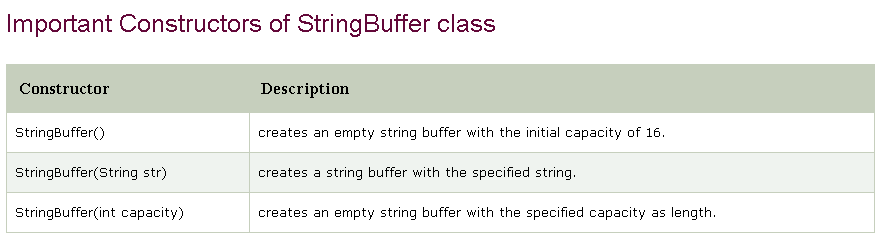 Important Constructors of StringBuffer class
Constructor Description
StringBuffer() creates an empty string buffer with the initial capacity of 16.
StringBuffer(String str) creates a string buffer with the specified string.
StringBuffer(int capacity) creates an empty string buffer with the specified capacity as length.